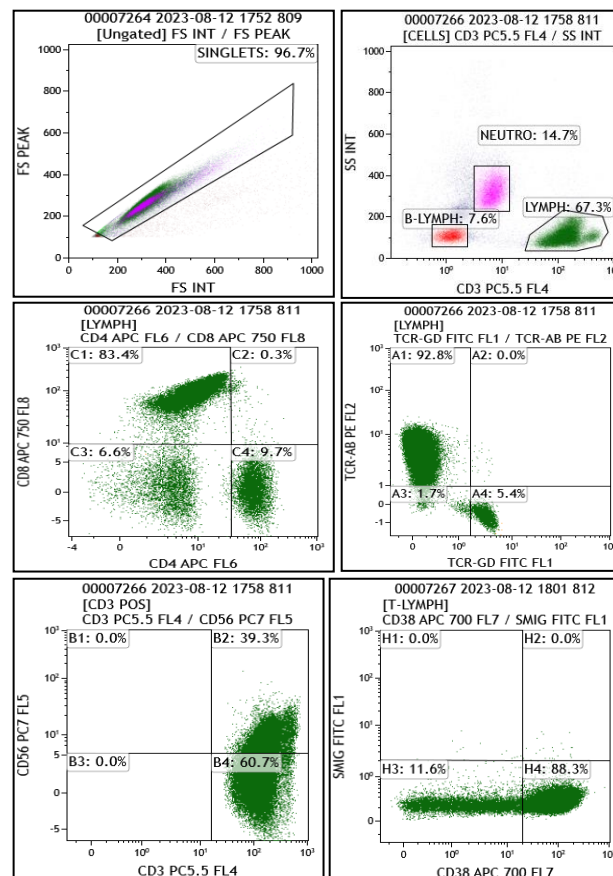 00007264 2023-08-12 1752 809
[Ungated] FS INT / FS PEAK
SINGLETS: 96.7%
FS PEAK
1000
800
600
400
200
0
0 200 400 600 800 1000
FS INT
00007266 2023-08-12 1758 811
[CELLS] CD3 PC5.5 FL4 / SS INT
NEUTRO: 14.7%
B-LYMPH: 7.6%
LYMPH: 67.3%
SS INT
1000
800
600
400
200
0
10⁰ 10¹ 10² 10³
CD3 PC5.5 FL4
00007266 2023-08-12 1758 811
[LYMPH]
CD4 APC FL6 / CD8 APC 750 FL8
C1: 83.4%
C2: 0.3%
C3: 6.6%
C4: 9.7%
CD8 APC 750 FL8
10³
10²
10¹
5
0
-5
-4 0 10¹ 10² 10³
CD4 APC FL6
00007266 2023-08-12 1758 811
[LYMPH]
TCR-GD FITC FL1 / TCR-AB PE FL2
A1: 92.8%
A2: 0.0%
A3: 1.7%
A4: 5.4%
TCR-AB PE FL2
10³
10²
10¹
1
0
-1
0 10⁰ 10¹ 10² 10³
TCR-GD FITC FL1
00007266 2023-08-12 1758 811
[CD3 POS]
CD3 PC5.5 FL4 / CD56 PC7 FL5
B1: 0.0%
B2: 39.3%
B3: 0.0%
B4: 60.7%
CD56 PC7 FL5
10³
10²
10¹
5
0
-5
0 10¹ 10² 10³
CD3 PC5.5 FL4
00007267 2023-08-12 1801 812
[T-LYMPH]
CD38 APC 700 FL7 / SMIG FITC FL1
H1: 0.0%
H2: 0.0%
H3: 11.6%
H4: 88.3%
SMIG FITC FL1
10³
10²
10¹
10⁰
0
0 10¹ 10² 10³
CD38 APC 700 FL7